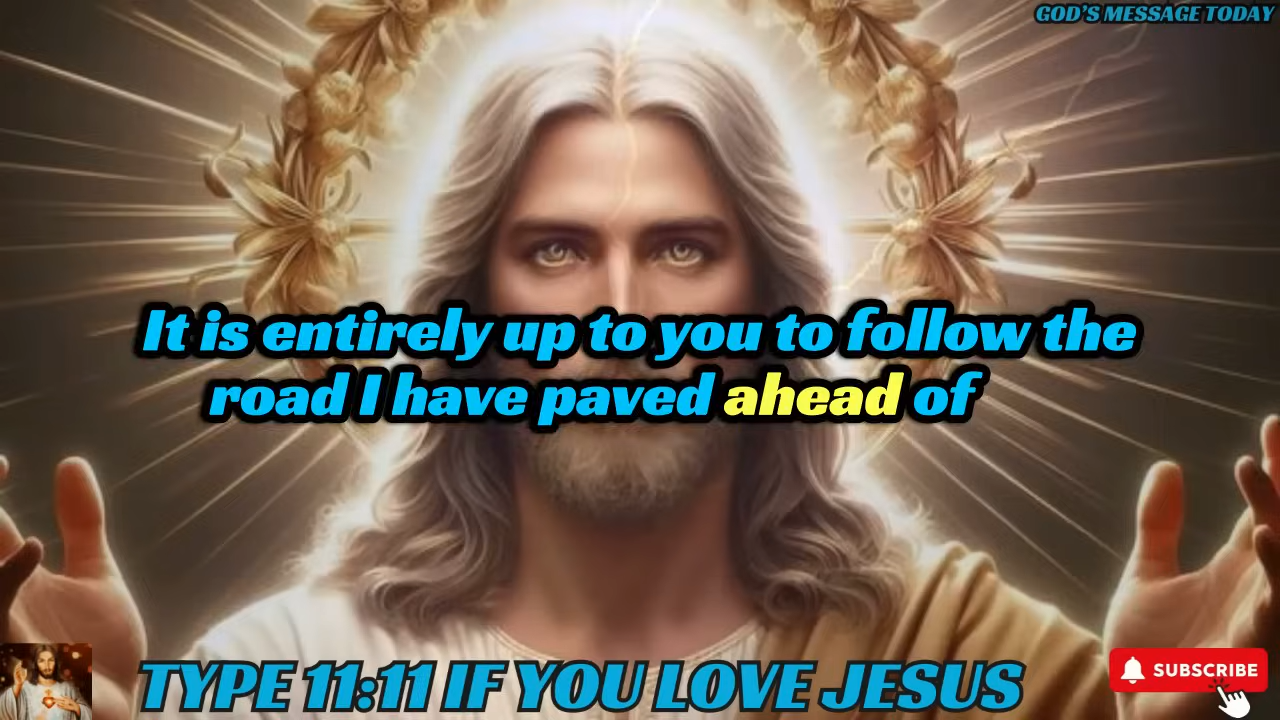 GOD'S MESSAGE TODAY
It is entirely up to you to follow the
road I have paved ahead of
TYPE 11:11 IF YOU LOVE JESUS
SUBSCRIBE